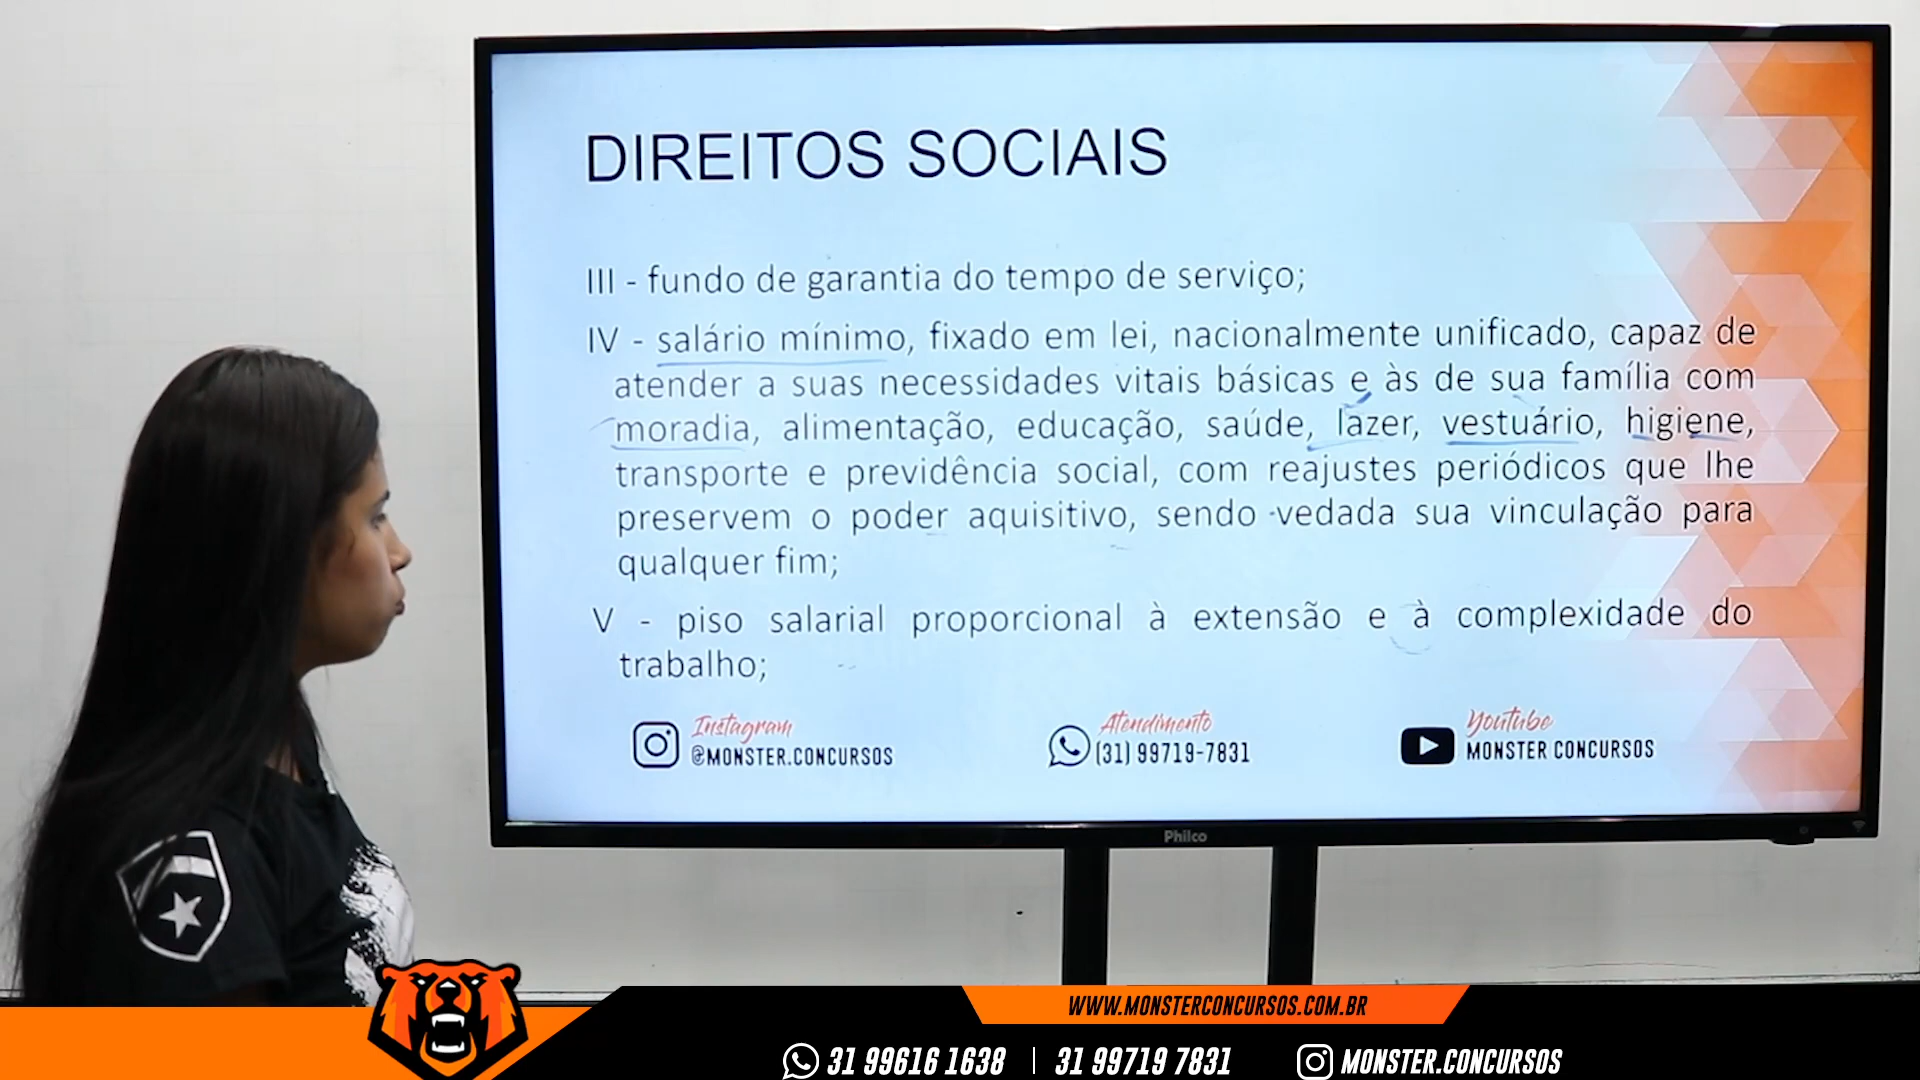 DIREITOS SOCIAIS
III - fundo de garantia do tempo de serviço;
IV - salário mínimo, fixado em lei, nacionalmente unificado, capaz de
atender a suas necessidades vitais básicas e às de sua família com
moradia, alimentação, educação, saúde, lazer, vestuário, higiene,
transporte e previdência social, com reajustes periódicos que lhe
preservem o poder aquisitivo, sendo vedada sua vinculação para
qualquer fim;
V - piso salarial proporcional à extensão e à complexidade do
trabalho;
Instagram
@MONSTER.CONCURSOS
Atendimento
(31) 99719-7831
Youtube
MONSTER CONCURSOS
Philco
WWW.MONSTERCONCURSOS.COM.BR
31 99616 1638 | 31 99719 7831 MONSTER.CONCURSOS